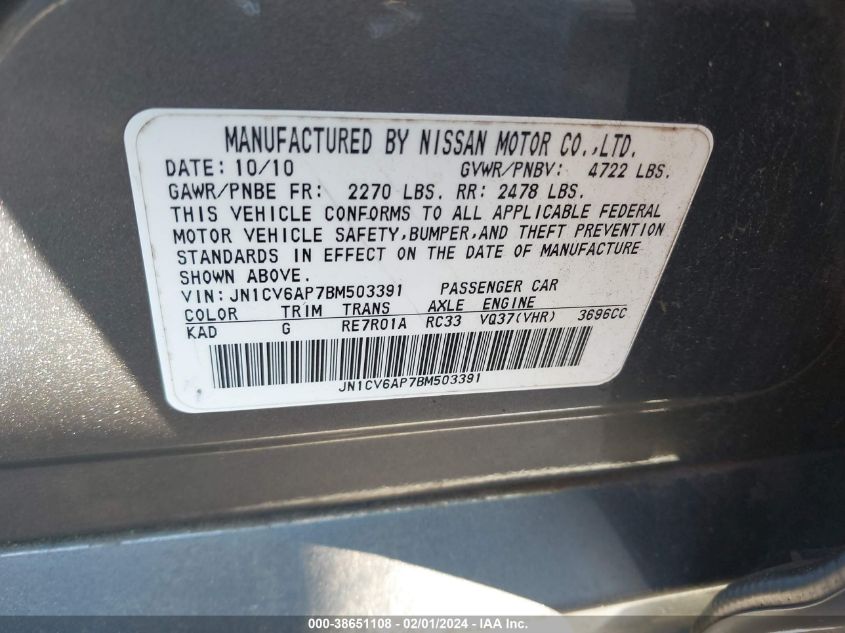 MANUFACTURED BY NISSAN MOTOR CO.,LTD.
DATE: 10/10 GVWR/PNBV: 4722 LBS.
GAWR/PNBE FR: 2270 LBS. RR: 2478 LBS.
THIS VEHICLE CONFORMS TO ALL APPLICABLE FEDERAL
MOTOR VEHICLE SAFETY,BUMPER,AND THEFT PREVENTION
STANDARDS IN EFFECT ON THE DATE OF MANUFACTURE
SHOWN ABOVE.
VIN: JN1CV6AP7BM503391 PASSENGER CAR
COLOR TRIM TRANS AXLE ENGINE
KAD G RE7R01A RC33 VQ37(VHR) 3696CC
JN1CV6AP7BM503391
000-38651108 - 02/01/2024 - IAA Inc.